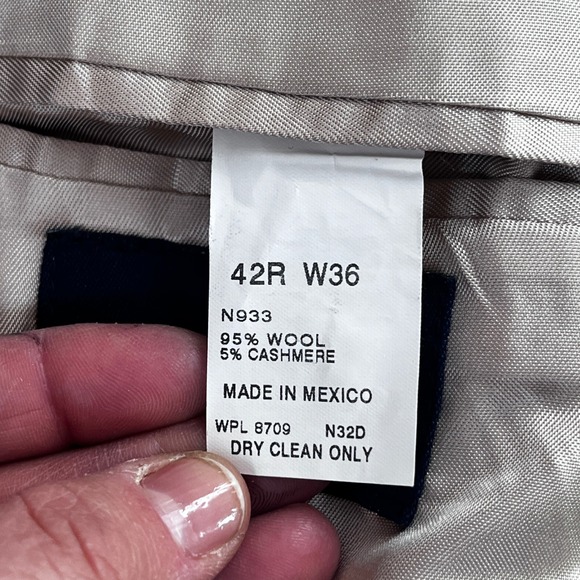 42R W36
N933
95% WOOL
5% CASHMERE
MADE IN MEXICO
WPL 8709 N32D
DRY CLEAN ONLY